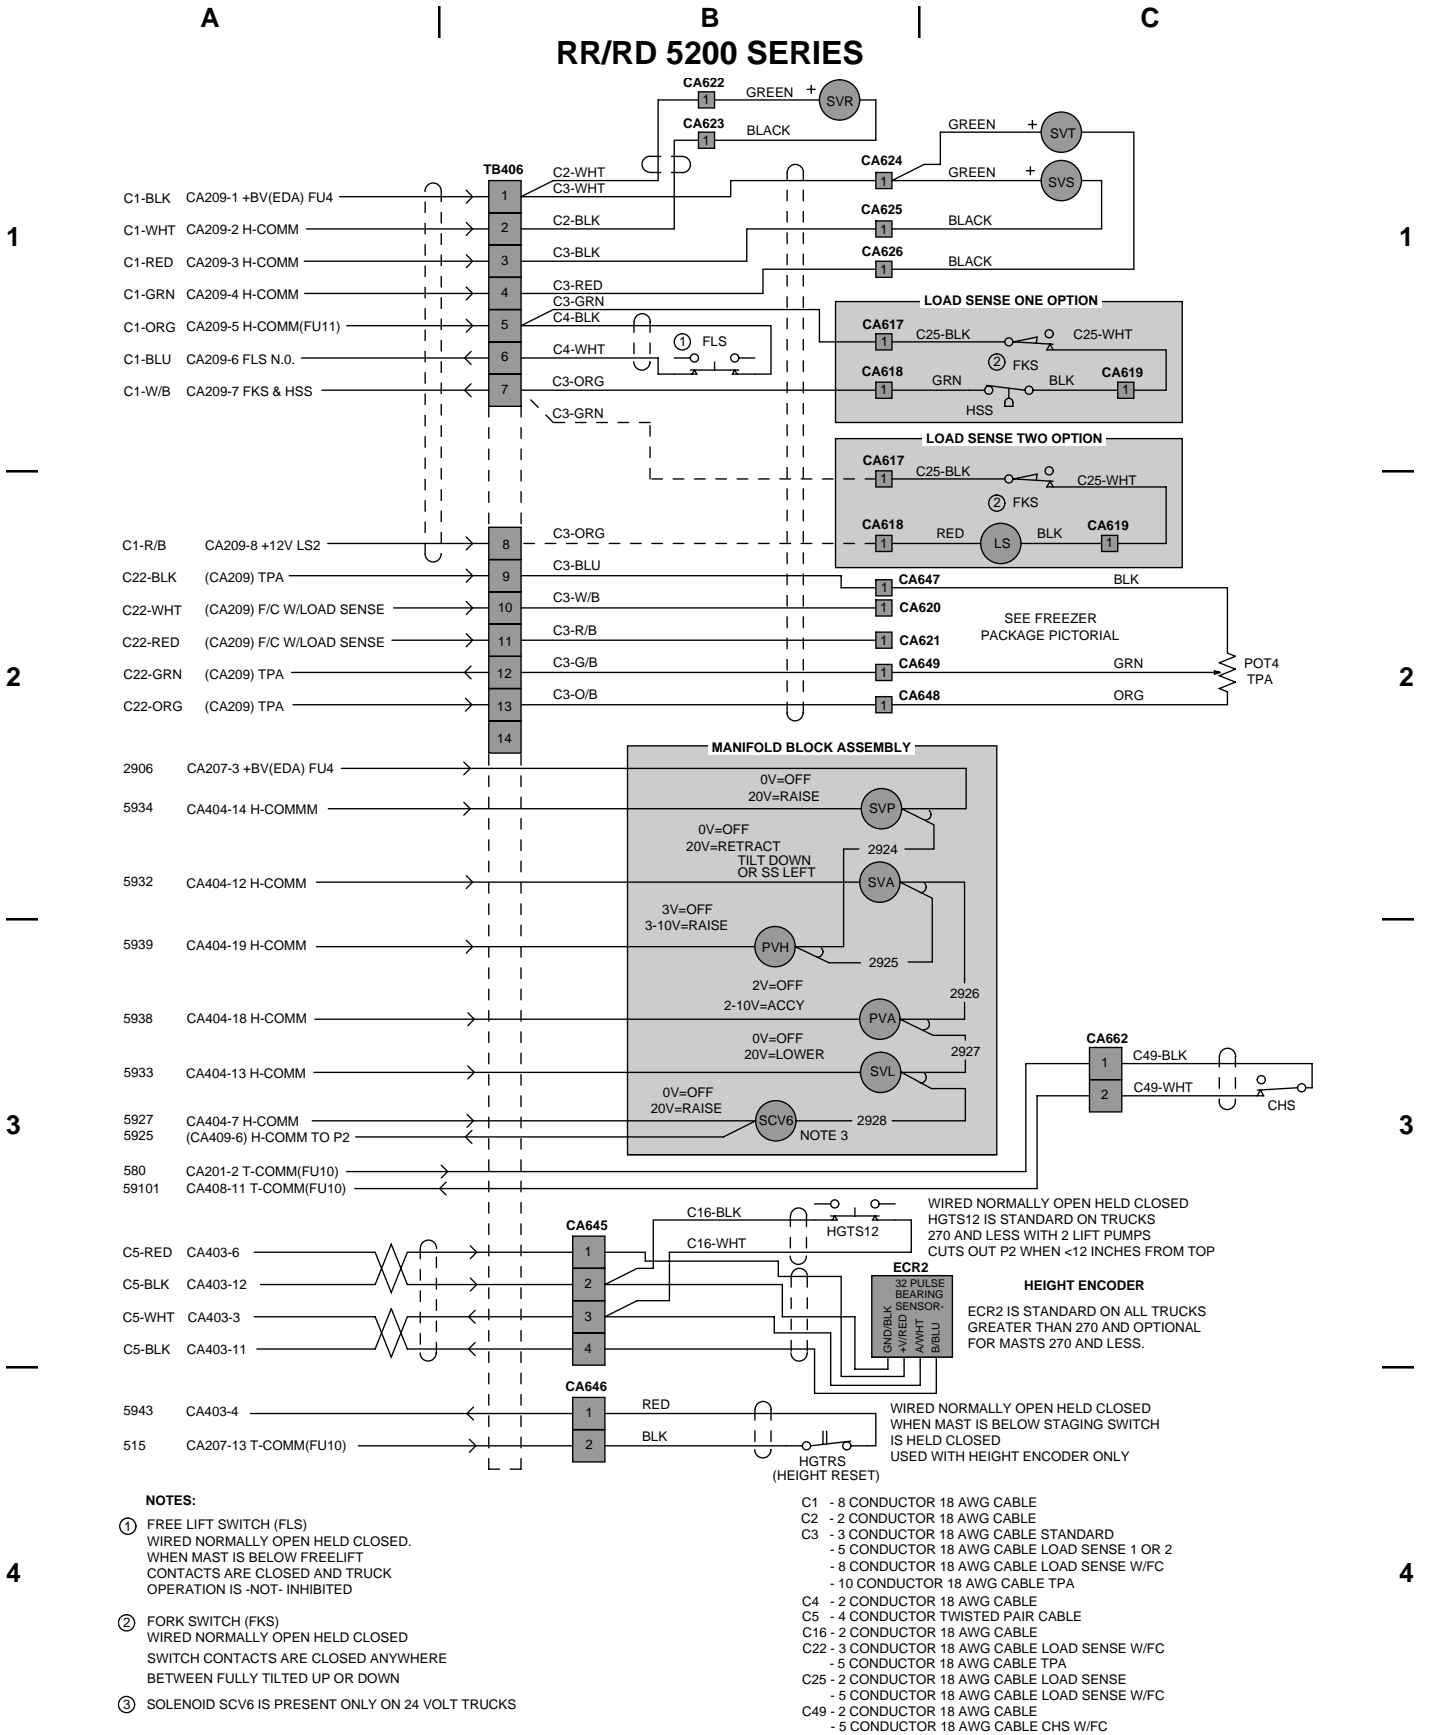 A B C
RR/RD 5200 SERIES
CA622
1 GREEN + SVR
CA623
1 BLACK
GREEN + SVT
CA624
1 GREEN + SVS
TB406
C2-WHT
C3-WHT
C1-BLK CA209-1 +BV(EDA) FU4 1
CA625
1 BLACK
C1-WHT CA209-2 H-COMM 2 C2-BLK
1 1
CA626
1 BLACK
C1-RED CA209-3 H-COMM 3 C3-BLK
C1-GRN CA209-4 H-COMM 4 C3-RED
C3-GRN
C1-ORG CA209-5 H-COMM(FU11) 5 C4-BLK
1 FLS
C1-BLU CA209-6 FLS N.0. 6 C4-WHT
C1-W/B CA209-7 FKS & HSS 7 C3-ORG
C3-GRN
LOAD SENSE ONE OPTION
CA617
1 C25-BLK C25-WHT
2 FKS
CA618
1 GRN BLK CA619
1
HSS
LOAD SENSE TWO OPTION
CA617
1 C25-BLK C25-WHT
2 FKS
CA618
1 RED LS BLK CA619
1
C1-R/B CA209-8 +12V LS2 8 C3-ORG
C22-BLK (CA209) TPA 9 C3-BLU 1 CA647 BLK
C22-WHT (CA209) F/C W/LOAD SENSE 10 C3-W/B 1 CA620
SEE FREEZER
PACKAGE PICTORIAL
C22-RED (CA209) F/C W/LOAD SENSE 11 C3-R/B 1 CA621
2 2
C22-GRN (CA209) TPA 12 C3-G/B 1 CA649 GRN
POT4
TPA
C22-ORG (CA209) TPA 13 C3-O/B 1 CA648 ORG
14
MANIFOLD BLOCK ASSEMBLY
2906 CA207-3 +BV(EDA) FU4
0V=OFF
20V=RAISE
5934 CA404-14 H-COMMM SVP
0V=OFF
20V=RETRACT
TILT DOWN
OR SS LEFT
2924
5932 CA404-12 H-COMM SVA
3V=OFF
3-10V=RAISE
5939 CA404-19 H-COMM PVH
2925
2V=OFF
2-10V=ACCY
2926
5938 CA404-18 H-COMM PVA
0V=OFF
20V=LOWER
2927
5933 CA404-13 H-COMM SVL
0V=OFF
20V=RAISE
5927 CA404-7 H-COMM SCV6 2928
5925 (CA409-6) H-COMM TO P2 NOTE 3
3 3
CA662
1 C49-BLK
2 C49-WHT
CHS
580 CA201-2 T-COMM(FU10)
59101 CA408-11 T-COMM(FU10)
C16-BLK
HGTS12
WIRED NORMALLY OPEN HELD CLOSED
HGTS12 IS STANDARD ON TRUCKS
270 AND LESS WITH 2 LIFT PUMPS
CUTS OUT P2 WHEN <12 INCHES FROM TOP
CA645
C16-WHT
C5-RED CA403-6 1
C5-BLK CA403-12 2
C5-WHT CA403-3 3
C5-BLK CA403-11 4
ECR2
32 PULSE
BEARING
SENSOR-
GND/BLK
+V/RED
A/WHT
B/BLU
HEIGHT ENCODER
ECR2 IS STANDARD ON ALL TRUCKS
GREATER THAN 270 AND OPTIONAL
FOR MASTS 270 AND LESS.
CA646
5943 CA403-4 1 RED
515 CA207-13 T-COMM(FU10) 2 BLK
HGTRS
(HEIGHT RESET)
WIRED NORMALLY OPEN HELD CLOSED
WHEN MAST IS BELOW STAGING SWITCH
IS HELD CLOSED
USED WITH HEIGHT ENCODER ONLY
NOTES:
1 FREE LIFT SWITCH (FLS)
WIRED NORMALLY OPEN HELD CLOSED.
WHEN MAST IS BELOW FREELIFT
CONTACTS ARE CLOSED AND TRUCK
OPERATION IS -NOT- INHIBITED
2 FORK SWITCH (FKS)
WIRED NORMALLY OPEN HELD CLOSED
SWITCH CONTACTS ARE CLOSED ANYWHERE
BETWEEN FULLY TILTED UP OR DOWN
3 SOLENOID SCV6 IS PRESENT ONLY ON 24 VOLT TRUCKS
4 4
C1 - 8 CONDUCTOR 18 AWG CABLE
C2 - 2 CONDUCTOR 18 AWG CABLE
C3 - 3 CONDUCTOR 18 AWG CABLE STANDARD
- 5 CONDUCTOR 18 AWG CABLE LOAD SENSE 1 OR 2
- 8 CONDUCTOR 18 AWG CABLE LOAD SENSE W/FC
- 10 CONDUCTOR 18 AWG CABLE TPA
C4 - 2 CONDUCTOR 18 AWG CABLE
C5 - 4 CONDUCTOR TWISTED PAIR CABLE
C16 - 2 CONDUCTOR 18 AWG CABLE
C22 - 3 CONDUCTOR 18 AWG CABLE LOAD SENSE W/FC
- 5 CONDUCTOR 18 AWG CABLE TPA
C25 - 2 CONDUCTOR 18 AWG CABLE LOAD SENSE
- 5 CONDUCTOR 18 AWG CABLE LOAD SENSE W/FC
C49 - 2 CONDUCTOR 18 AWG CABLE
- 5 CONDUCTOR 18 AWG CABLE CHS W/FC